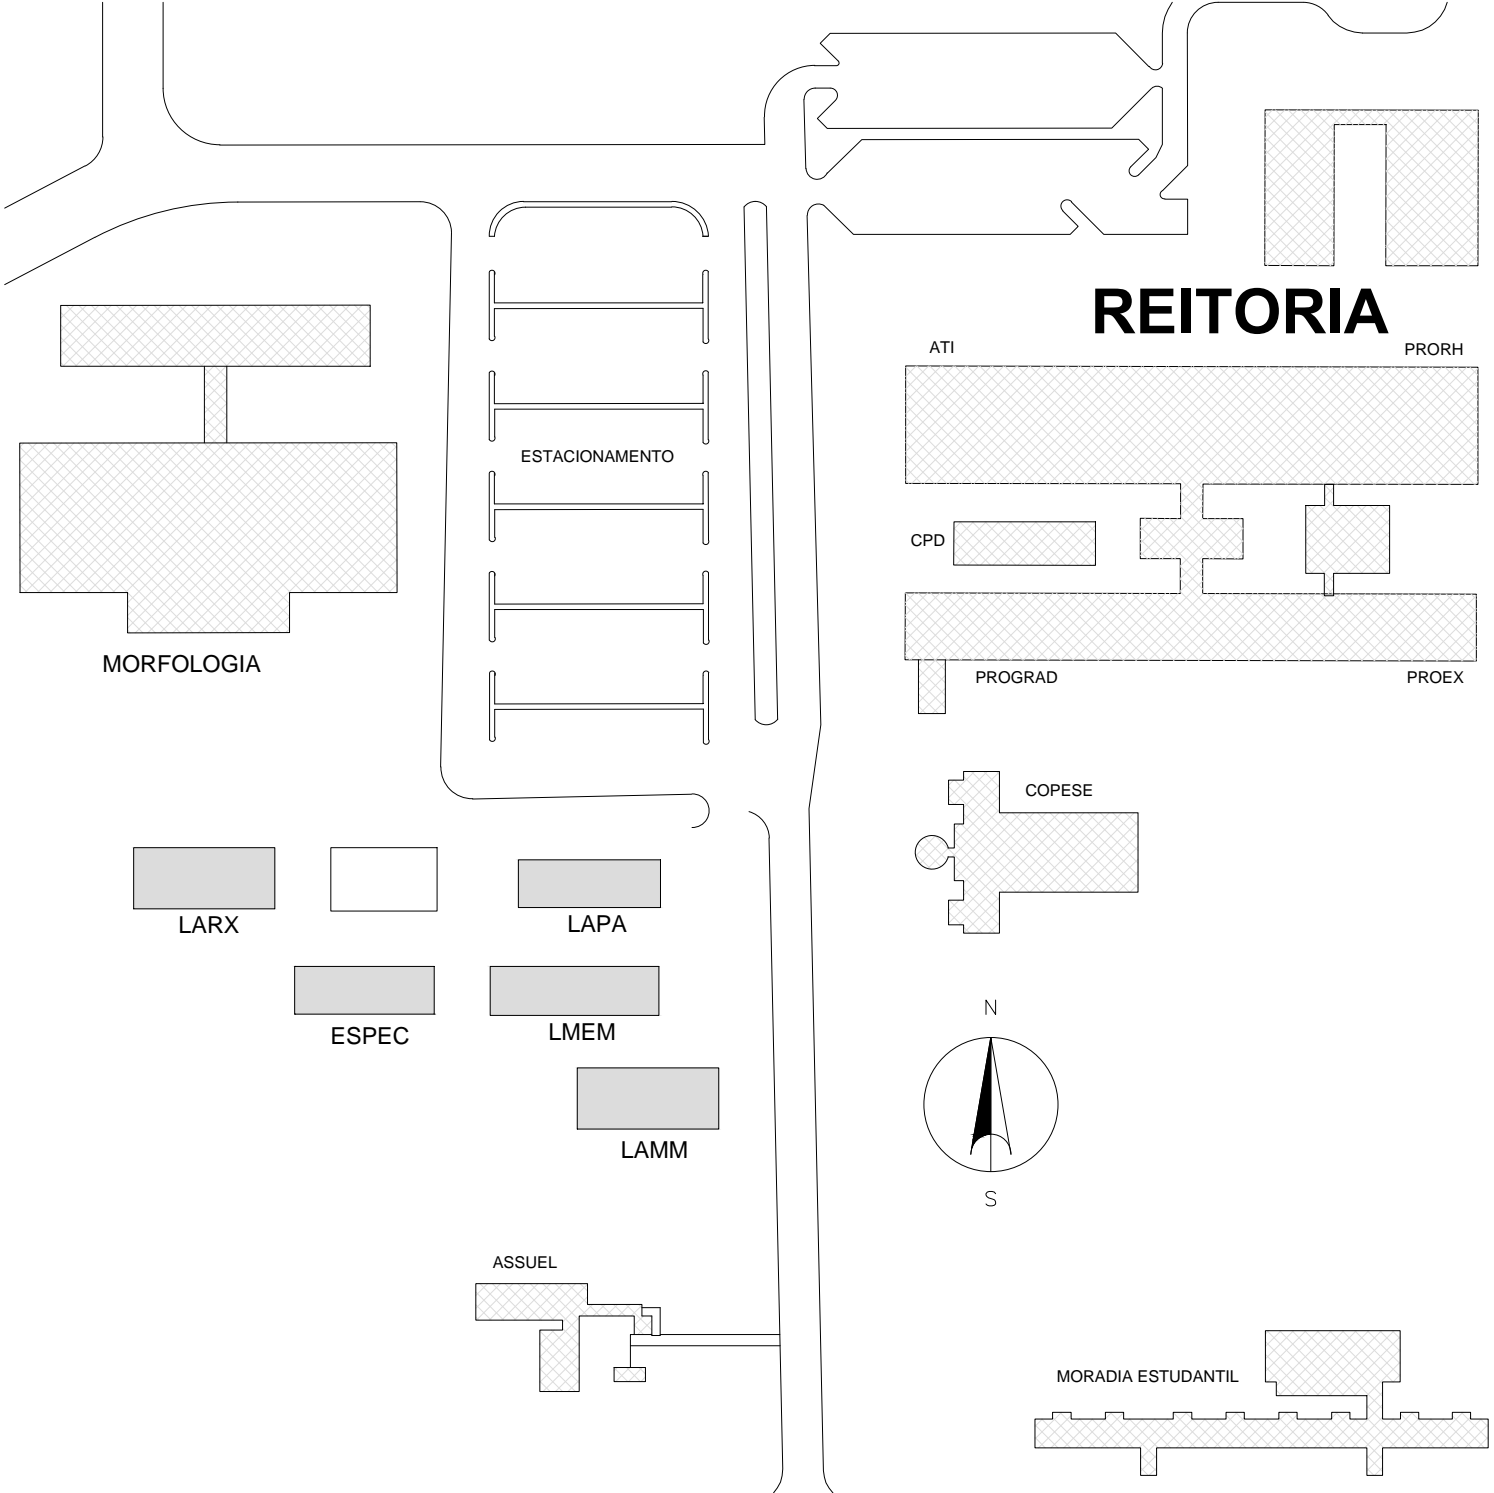 REITORIA
ATI
PRORH
ESTACIONAMENTO
CPD
MORFOLOGIA
PROGRAD
PROEX
COPESE
LARX
LAPA
N
ESPEC
LMEM
LAMM
S
ASSUEL
MORADIA ESTUDANTIL